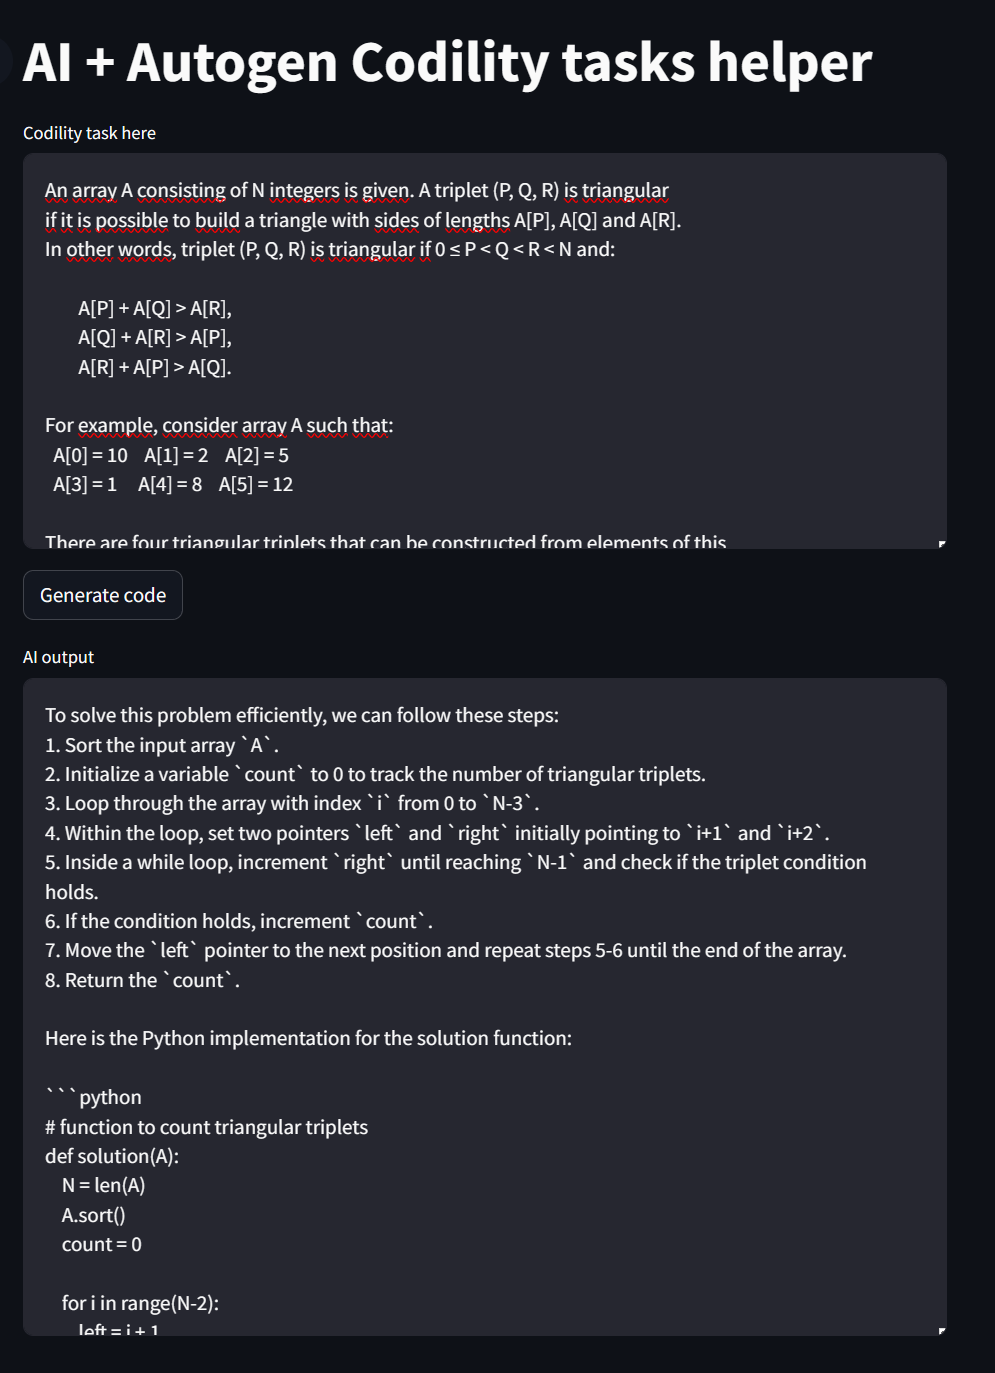 AI + Autogen Codility tasks helper
Codility task here
An array A consisting of N integers is given. A triplet (P, Q, R) is triangular
if it is possible to build a triangle with sides of lengths A[P], A[Q] and A[R].
In other words, triplet (P, Q, R) is triangular if 0 ≤ P < Q < R < N and:
A[P] + A[Q] > A[R],
A[Q] + A[R] > A[P],
A[R] + A[P] > A[Q].
For example, consider array A such that:
A[0] = 10 A[1] = 2 A[2] = 5
A[3] = 1 A[4] = 8 A[5] = 12
There are four triangular triplets that can be constructed from elements of this
Generate code
AI output
To solve this problem efficiently, we can follow these steps:
1. Sort the input array `A`.
2. Initialize a variable `count` to 0 to track the number of triangular triplets.
3. Loop through the array with index `i` from 0 to `N-3`.
4. Within the loop, set two pointers `left` and `right` initially pointing to `i+1` and `i+2`.
5. Inside a while loop, increment `right` until reaching `N-1` and check if the triplet condition
holds.
6. If the condition holds, increment `count`.
7. Move the `left` pointer to the next position and repeat steps 5-6 until the end of the array.
8. Return the `count`.
Here is the Python implementation for the solution function:
```python
# function to count triangular triplets
def solution(A):
N = len(A)
A.sort()
count = 0
for i in range(N-2):
left = i + 1